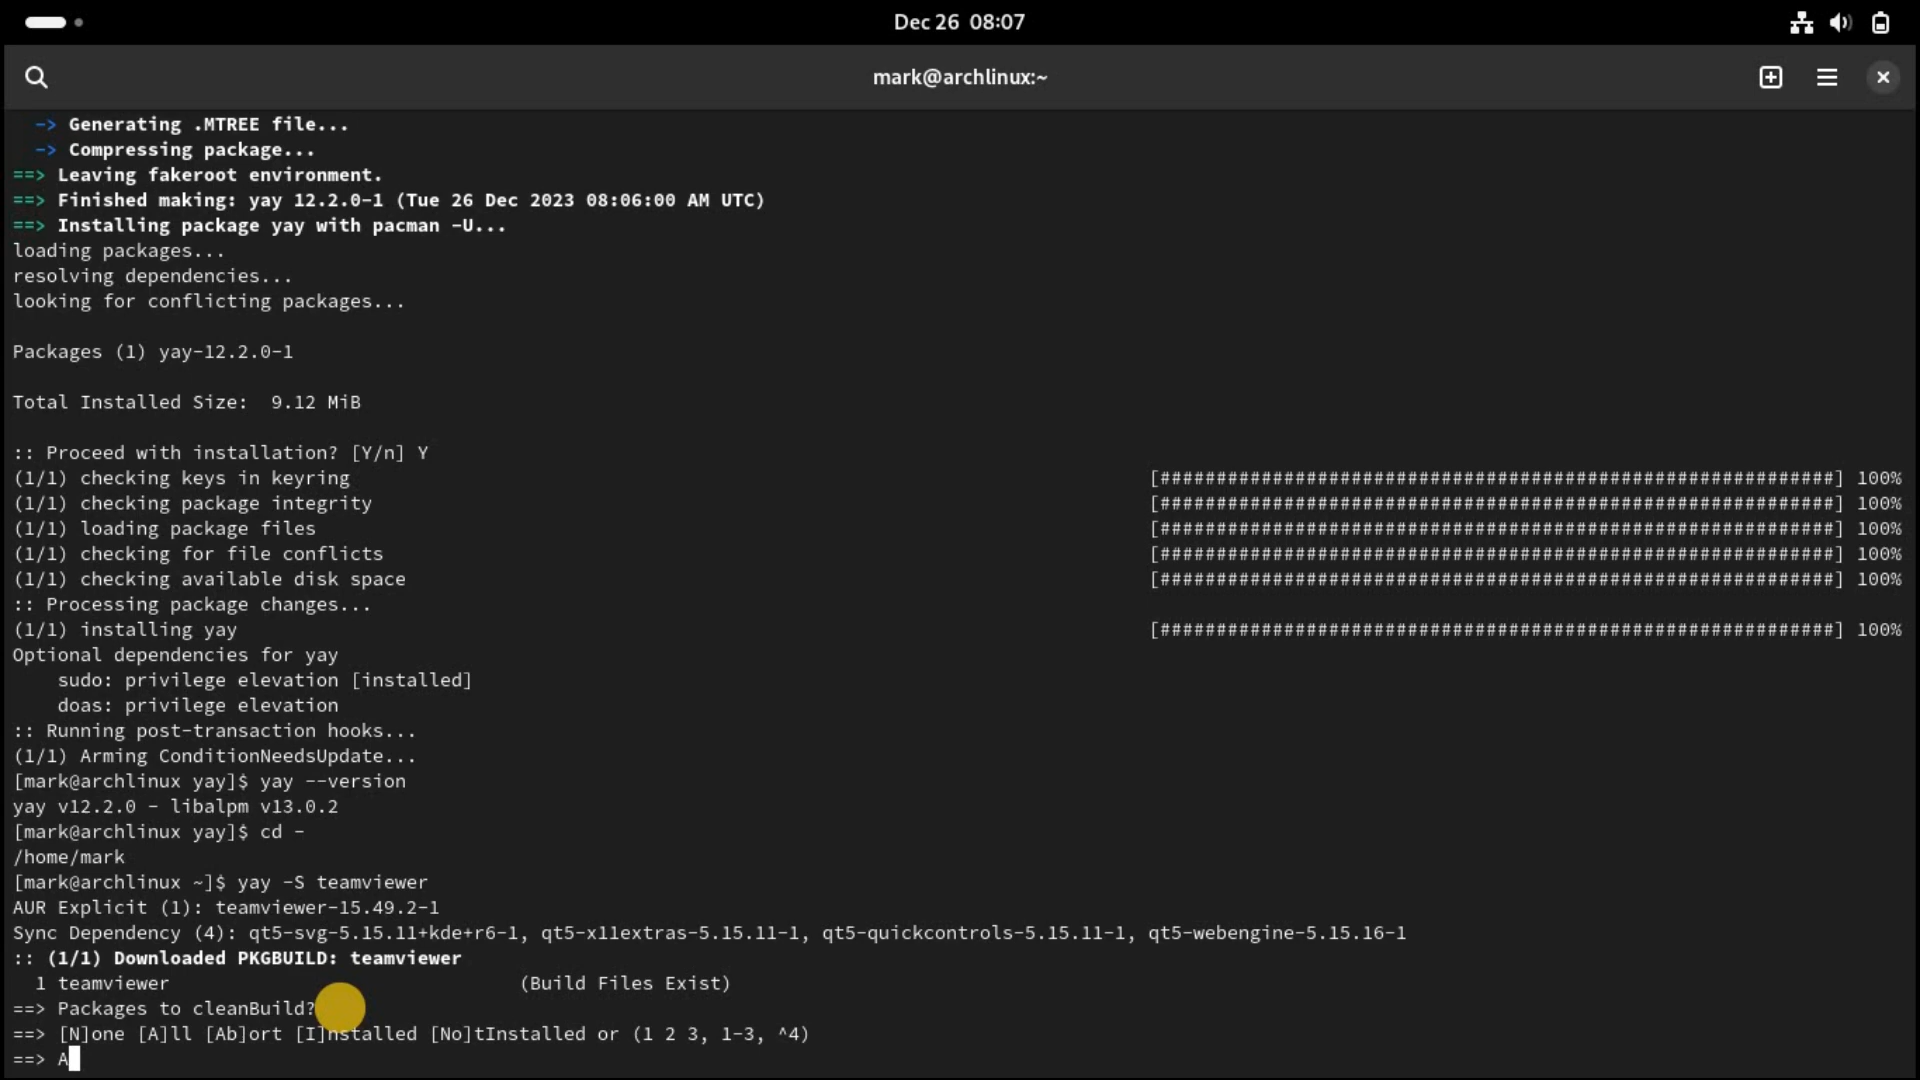 Dec 26 08:07
mark@archlinux:~
-> Generating .MTREE file...
-> Compressing package...
==> Leaving fakeroot environment.
==> Finished making: yay 12.2.0-1 (Tue 26 Dec 2023 08:06:00 AM UTC)
==> Installing package yay with pacman -U...
loading packages...
resolving dependencies...
looking for conflicting packages...
Packages (1) yay-12.2.0-1
Total Installed Size:  9.12 MiB
:: Proceed with installation? [Y/n] Y
(1/1) checking keys in keyring [############################################################] 100%
(1/1) checking package integrity [############################################################] 100%
(1/1) loading package files [############################################################] 100%
(1/1) checking for file conflicts [############################################################] 100%
(1/1) checking available disk space [############################################################] 100%
:: Processing package changes...
(1/1) installing yay [############################################################] 100%
Optional dependencies for yay
    sudo: privilege elevation [installed]
    doas: privilege elevation
:: Running post-transaction hooks...
(1/1) Arming ConditionNeedsUpdate...
[mark@archlinux yay]$ yay --version
yay v12.2.0 - libalpm v13.0.2
[mark@archlinux yay]$ cd -
/home/mark
[mark@archlinux ~]$ yay -S teamviewer
AUR Explicit (1): teamviewer-15.49.2-1
Sync Dependency (4): qt5-svg-5.15.11+kde+r6-1, qt5-x11extras-5.15.11-1, qt5-quickcontrols-5.15.11-1, qt5-webengine-5.15.16-1
:: (1/1) Downloaded PKGBUILD: teamviewer
  1 teamviewer                               (Build Files Exist)
==> Packages to cleanBuild?
==> [N]one [A]ll [Ab]ort [I]nstalled [No]tInstalled or (1 2 3, 1-3, ^4)
==> A